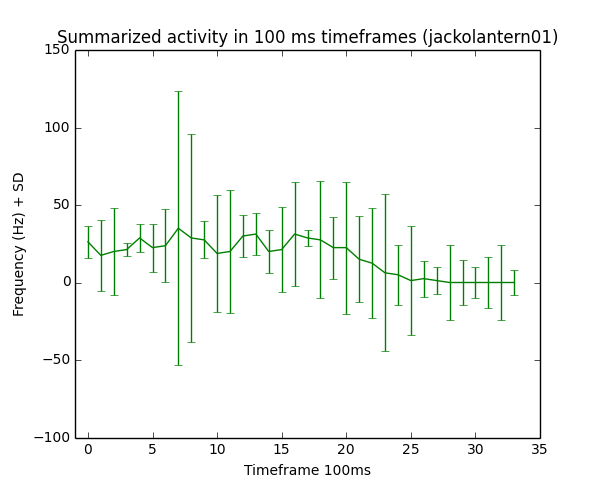 Summarized activity in 100 ms timeframes (jackolantern01)
150
100
50
0
−50
−100
Frequency (Hz) + SD
0 5 10 15 20 25 30 35
Timeframe 100ms